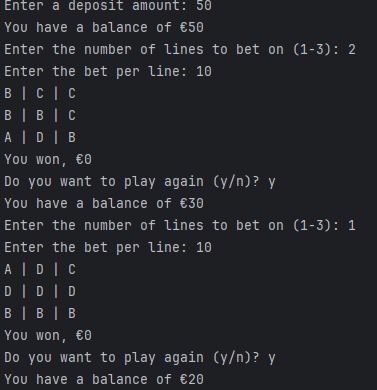 Enter a deposit amount: 50
You have a balance of €50
Enter the number of lines to bet on (1-3): 2
Enter the bet per line: 10
B | C | C
B | B | C
A | D | B
You won, €0
Do you want to play again (y/n)? y
You have a balance of €30
Enter the number of lines to bet on (1-3): 1
Enter the bet per line: 10
A | D | C
D | D | D
B | B | B
You won, €0
Do you want to play again (y/n)? y
You have a balance of €20